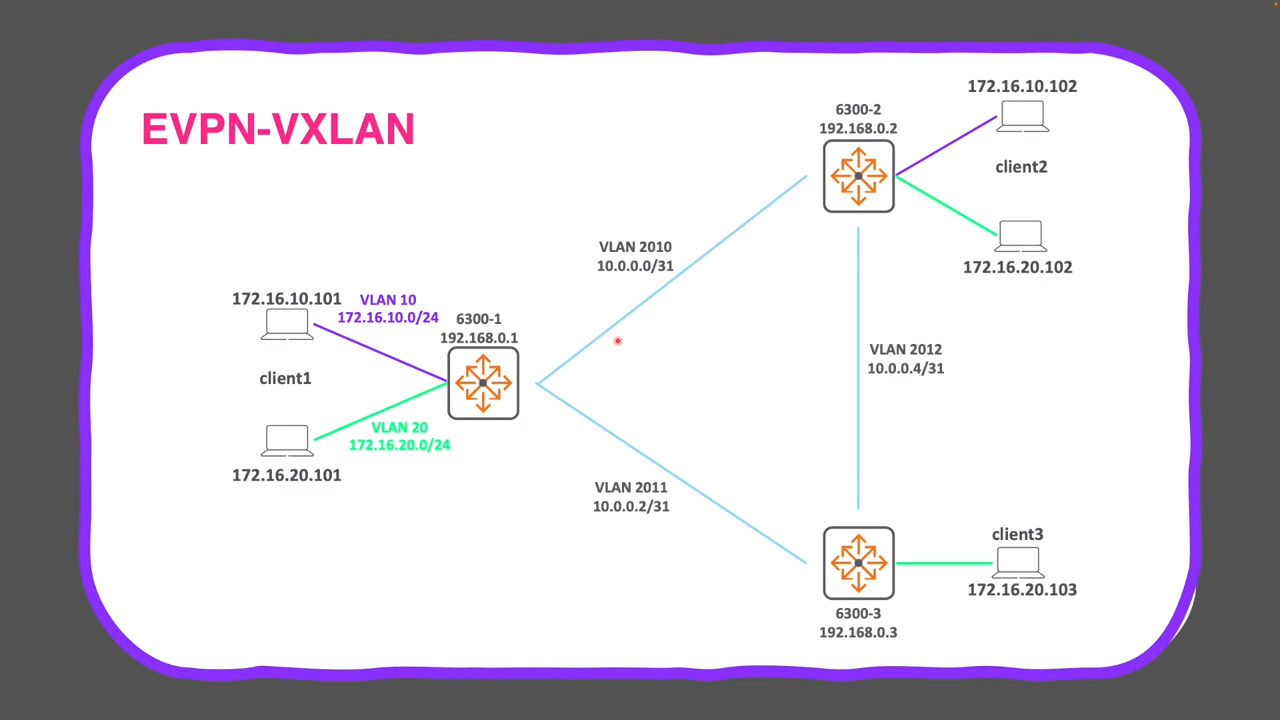 EVPN-VXLAN
172.16.10.101
VLAN 10
172.16.10.0/24
client1
VLAN 20
172.16.20.0/24
172.16.20.101
6300-1
192.168.0.1
VLAN 2010
10.0.0.0/31
VLAN 2011
10.0.0.2/31
6300-2
192.168.0.2
172.16.10.102
client2
172.16.20.102
VLAN 2012
10.0.0.4/31
client3
172.16.20.103
6300-3
192.168.0.3